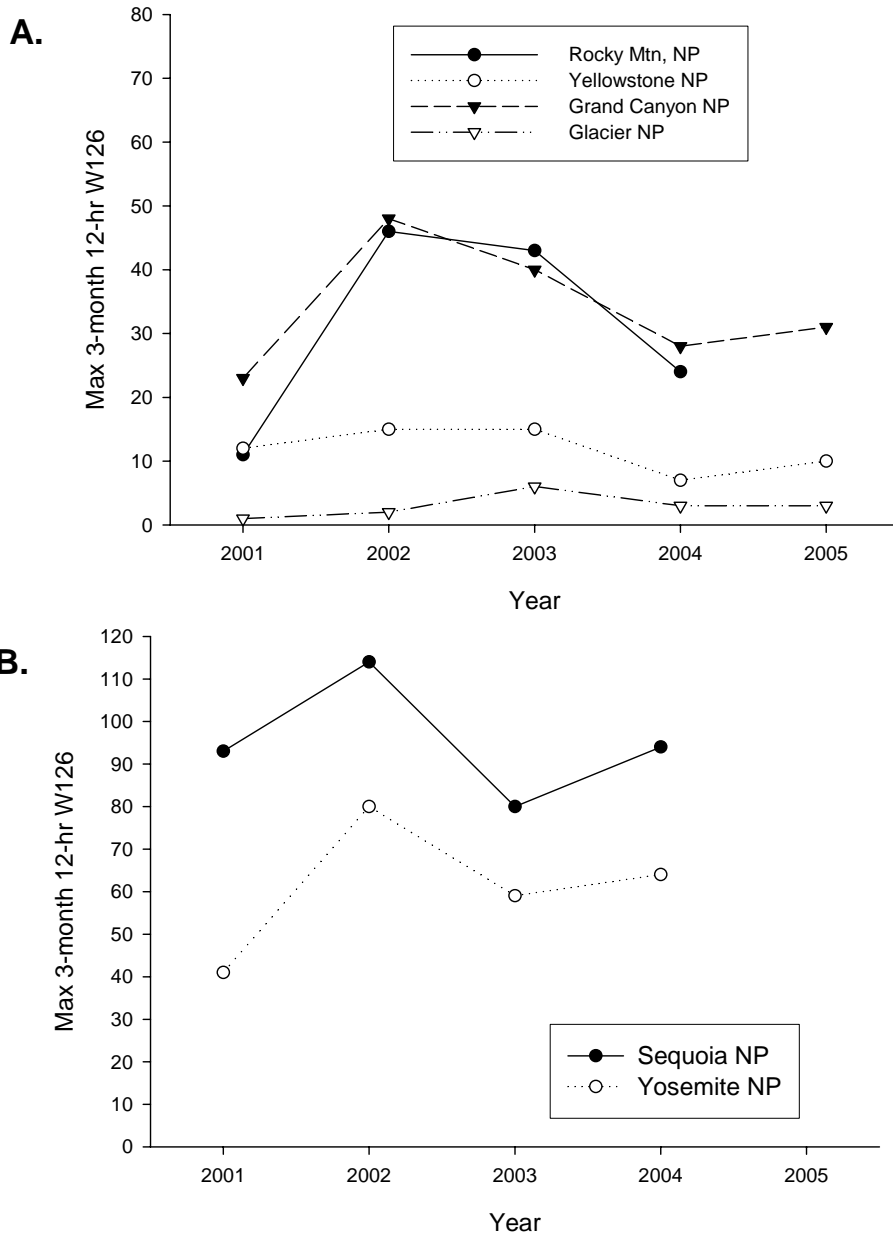 A.
80
70
60
50
40
30
20
10
0
Max 3-month 12-hr W126
Rocky Mtn, NP
Yellowstone NP
Grand Canyon NP
Glacier NP
2001 2002 2003 2004 2005
Year
B.
120
110
100
90
80
70
60
50
40
30
20
10
0
Max 3-month 12-hr W126
Sequoia NP
Yosemite NP
2001 2002 2003 2004 2005
Year